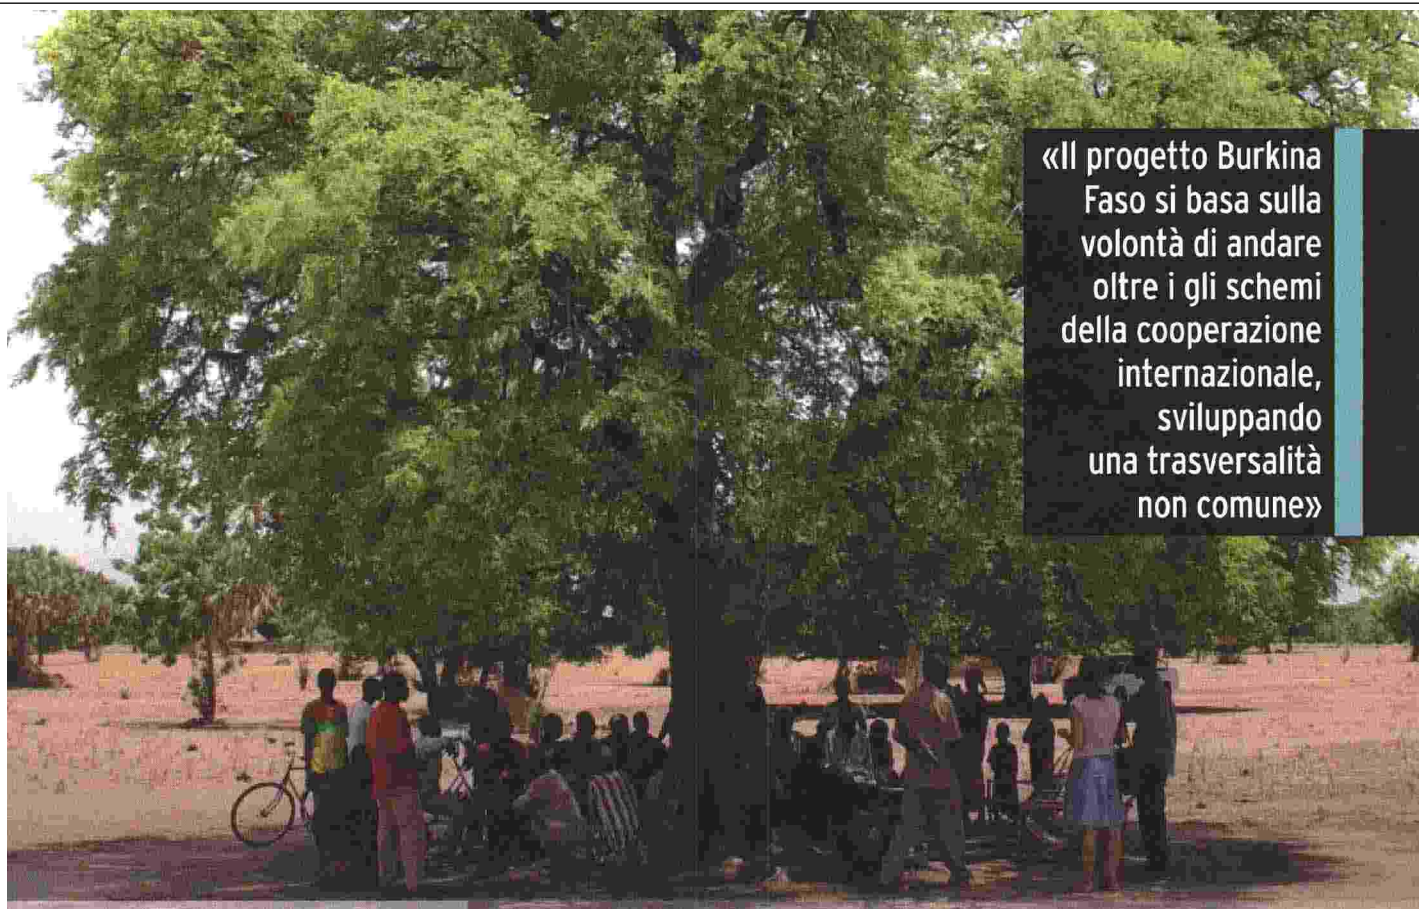 «Il progetto Burkina
Faso si basa sulla
volontà di andare
oltre i gli schemi
della cooperazione
internazionale,
sviluppando
una trasversalità
non comune»